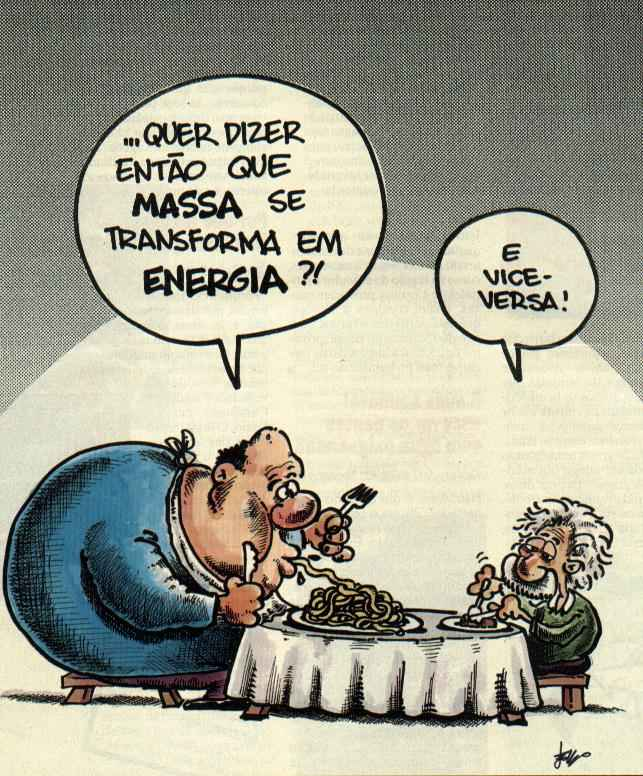 ...QUER DIZER
ENTÃO QUE
MASSA SE
TRANSFORMA EM
ENERGIA ?!
E
VICE-
VERSA!